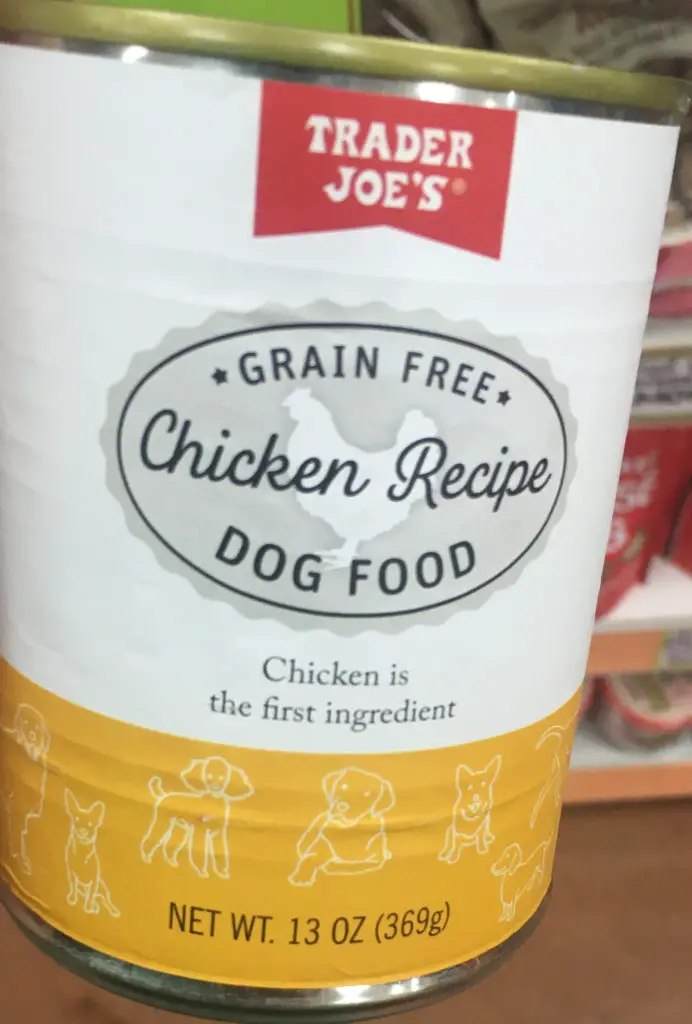 TRADER
JOE'S®
★GRAIN FREE★
Chicken Recipe
DOG FOOD
Chicken is
the first ingredient
NET WT. 13 OZ (369g)